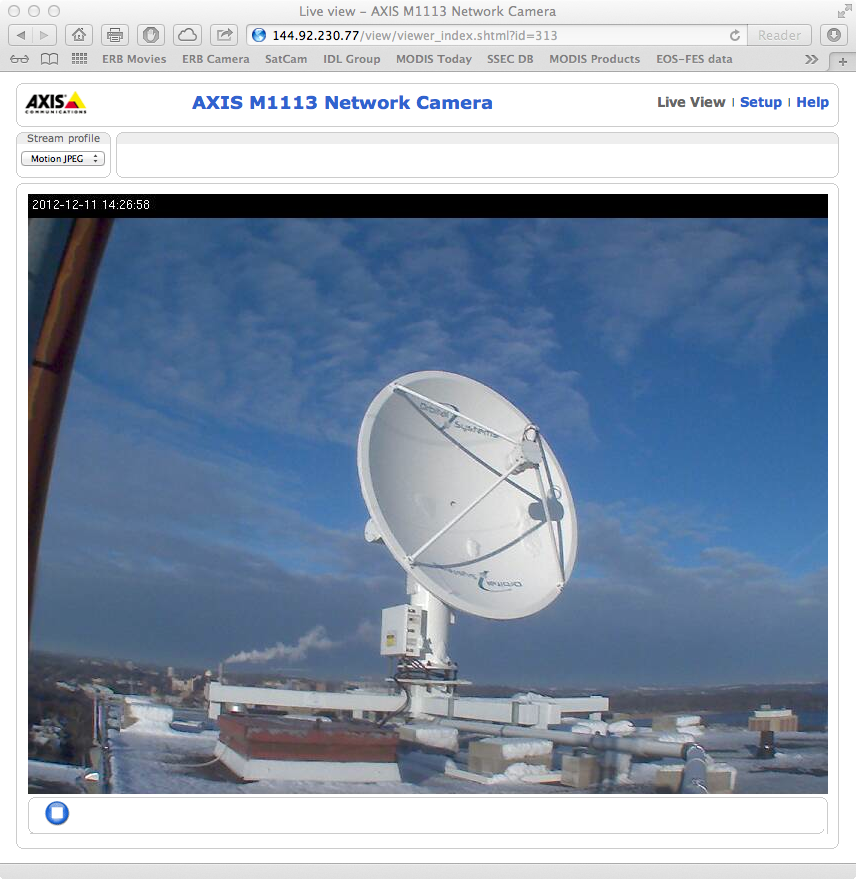 Live view – AXIS M1113 Network Camera
144.92.230.77/view/viewer_index.shtml?id=313
Reader
ERB Movies ERB Camera SatCam IDL Group MODIS Today SSEC DB MODIS Products EOS-FES data
AXIS
COMMUNICATIONS
AXIS M1113 Network Camera
Live View | Setup | Help
Stream profile
Motion JPEG
2012-12-11 14:26:58
Orbital Systems